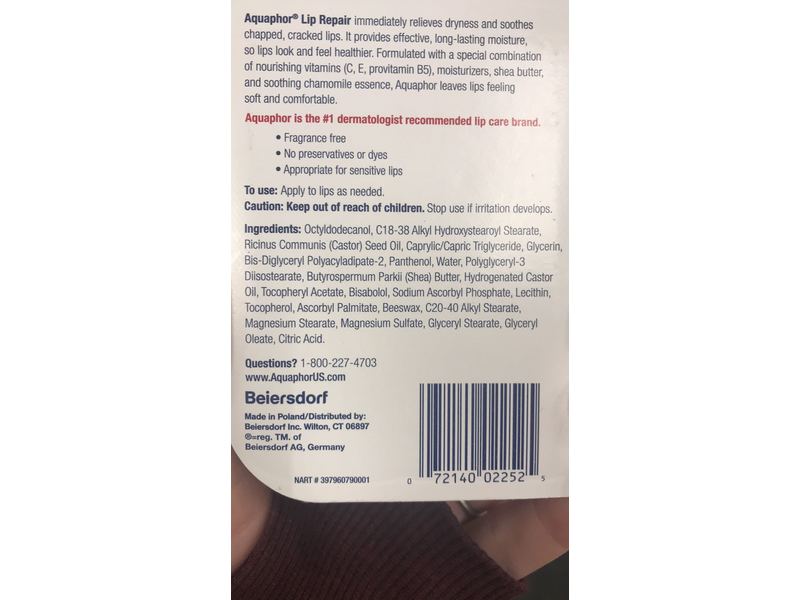 Aquaphor® Lip Repair immediately relieves dryness and soothes
chapped, cracked lips. It provides effective, long-lasting moisture,
so lips look and feel healthier. Formulated with a special combination
of nourishing vitamins (C, E, provitamin B5), moisturizers, shea butter,
and soothing chamomile essence, Aquaphor leaves lips feeling
soft and comfortable.
Aquaphor is the #1 dermatologist recommended lip care brand.
• Fragrance free
• No preservatives or dyes
• Appropriate for sensitive lips
To use: Apply to lips as needed.
Caution: Keep out of reach of children. Stop use if irritation develops.
Ingredients: Octyldodecanol, C18-38 Alkyl Hydroxystearoyl Stearate,
Ricinus Communis (Castor) Seed Oil, Caprylic/Capric Triglyceride, Glycerin,
Bis-Diglyceryl Polyacyladipate-2, Panthenol, Water, Polyglyceryl-3
Diisostearate, Butyrospermum Parkii (Shea) Butter, Hydrogenated Castor
Oil, Tocopheryl Acetate, Bisabolol, Sodium Ascorbyl Phosphate, Lecithin,
Tocopherol, Ascorbyl Palmitate, Beeswax, C20-40 Alkyl Stearate,
Magnesium Stearate, Magnesium Sulfate, Glyceryl Stearate, Glyceryl
Oleate, Citric Acid.
Questions? 1-800-227-4703
www.AquaphorUS.com
Beiersdorf
Made in Poland/Distributed by:
Beiersdorf Inc. Wilton, CT 06897
®=reg. TM. of
Beiersdorf AG, Germany
NART # 397960790001
0 72140 02252 5